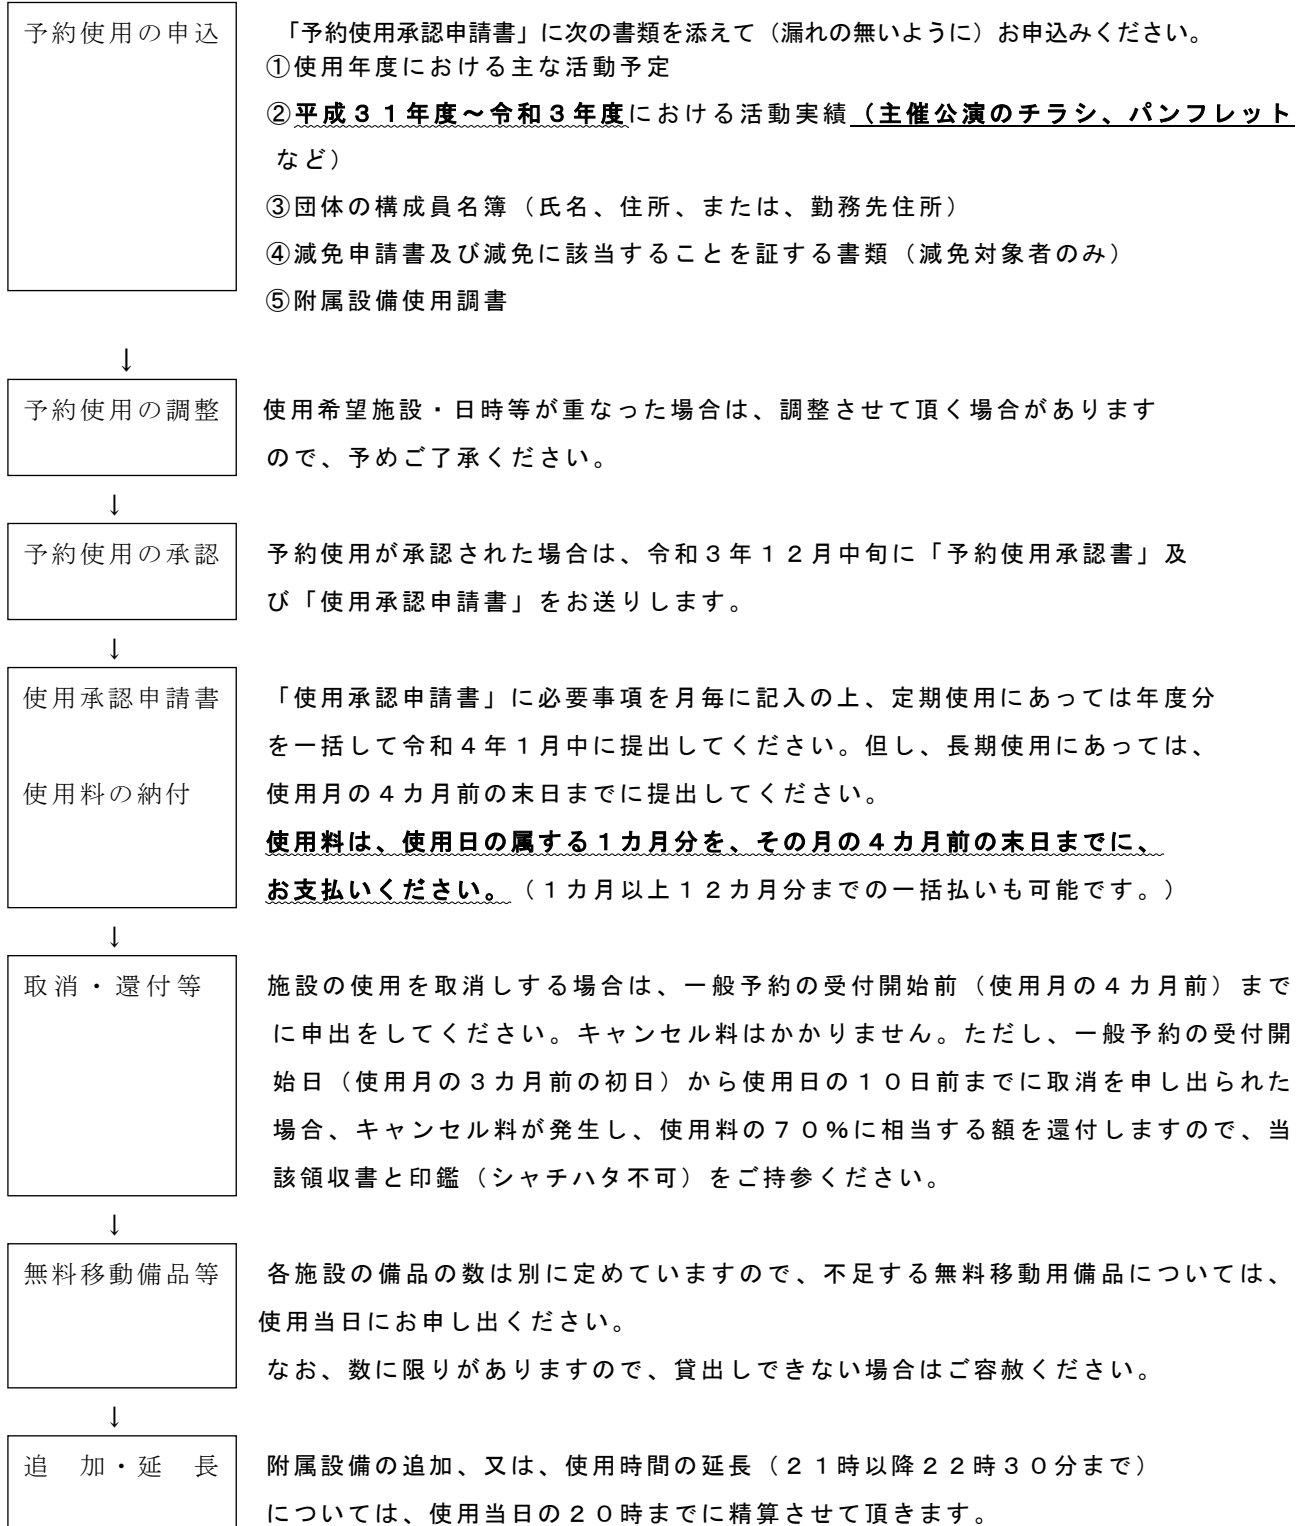 予約使用の申込
「予約使用承認申請書」に次の書類を添えて（漏れの無いように）お申込みください。
①使用年度における主な活動予定
②平成３１年度～令和３年度における活動実績（主催公演のチラシ、パンフレット
など）
③団体の構成員名簿（氏名、住所、または、勤務先住所）
④減免申請書及び減免に該当することを証する書類（減免対象者のみ）
⑤附属設備使用調書
↓
予約使用の調整
使用希望施設・日時等が重なった場合は、調整させて頂く場合があります
ので、予めご了承ください。
↓
予約使用の承認
予約使用が承認された場合は、令和３年１２月中旬に「予約使用承認書」及
び「使用承認申請書」をお送りします。
↓
使用承認申請書
「使用承認申請書」に必要事項を月毎に記入の上、定期使用にあっては年度分
を一括して令和４年１月中に提出してください。但し、長期使用にあっては、
使用料の納付
使用月の４カ月前の末日までに提出してください。
使用料は、使用日の属する１カ月分を、その月の４カ月前の末日までに、
お支払いください。（１カ月以上１２カ月分までの一括払いも可能です。）
↓
取消・還付等
施設の使用を取消しする場合は、一般予約の受付開始前（使用月の４カ月前）まで
に申出をしてください。キャンセル料はかかりません。ただし、一般予約の受付開
始日（使用月の３カ月前の初日）から使用日の１０日前までに取消を申し出られた
場合、キャンセル料が発生し、使用料の７０%に相当する額を還付しますので、当
該領収書と印鑑（シャチハタ不可）をご持参ください。
↓
無料移動備品等
各施設の備品の数は別に定めていますので、不足する無料移動用備品については、
使用当日にお申し出ください。
なお、数に限りがありますので、貸出しできない場合はご容赦ください。
↓
追　加・延　長
附属設備の追加、又は、使用時間の延長（２１時以降２２時３０分まで）
については、使用当日の２０時までに精算させて頂きます。